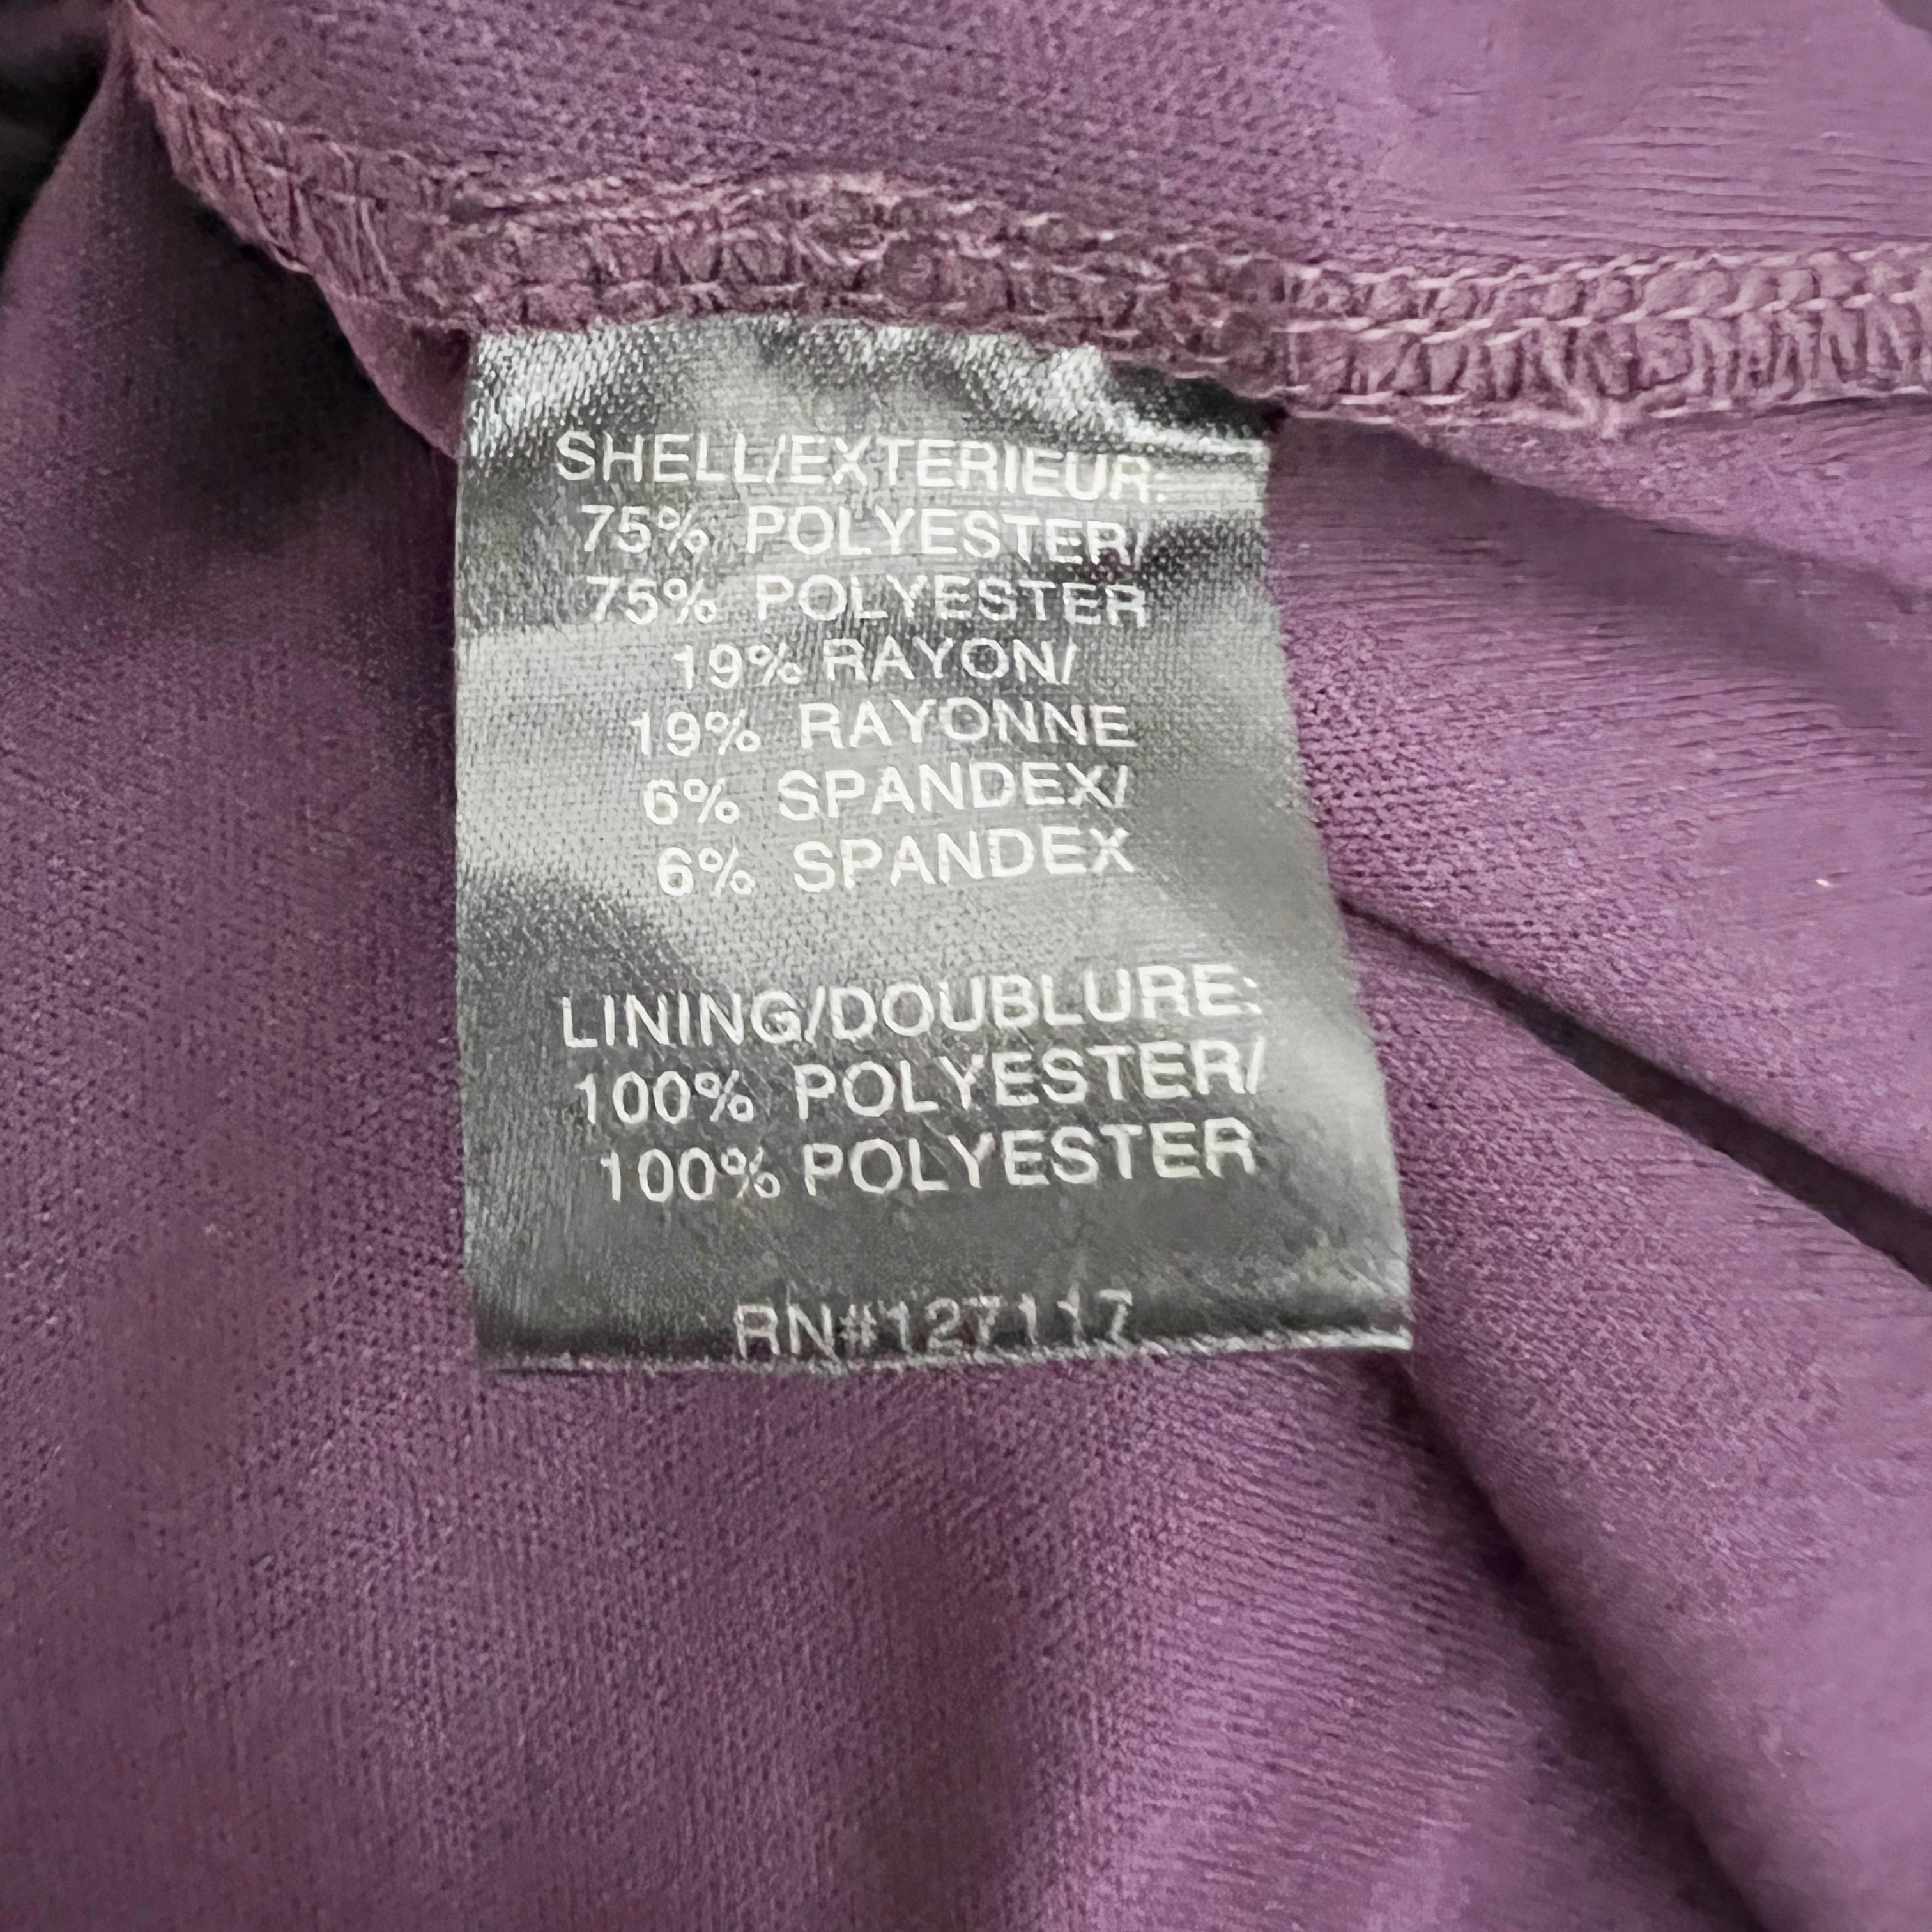 SHELL/EXTERIEUR:
75% POLYESTER/
75% POLYESTER
19% RAYON/
19% RAYONNE
6% SPANDEX/
6% SPANDEX
LINING/DOUBLURE:
100% POLYESTER/
100% POLYESTER
RN#127117